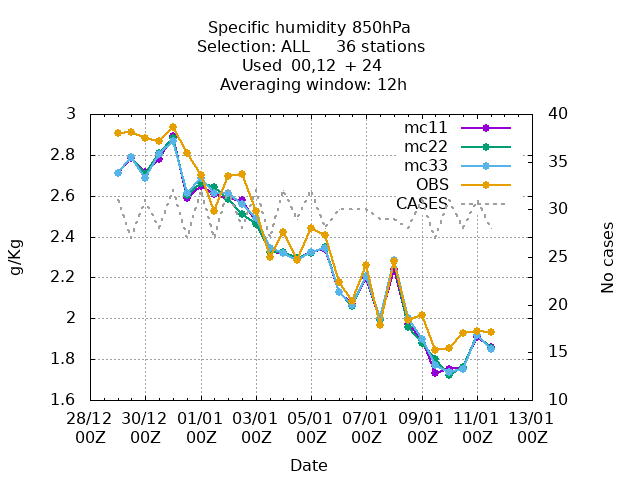 Specific humidity 850hPa
Selection: ALL 36 stations
Used 00,12 + 24
Averaging window: 12h
3 40
mc11
mc22
2.8 35
mc33
OBS
2.6 30
CASES
2.4 25
g/Kg
No cases
2.2 20
2
1.8 15
1.6 10
28/12 30/12 01/01 03/01 05/01 07/01 09/01 11/01 13/01
00Z 00Z 00Z 00Z 00Z 00Z 00Z 00Z 00Z
Date